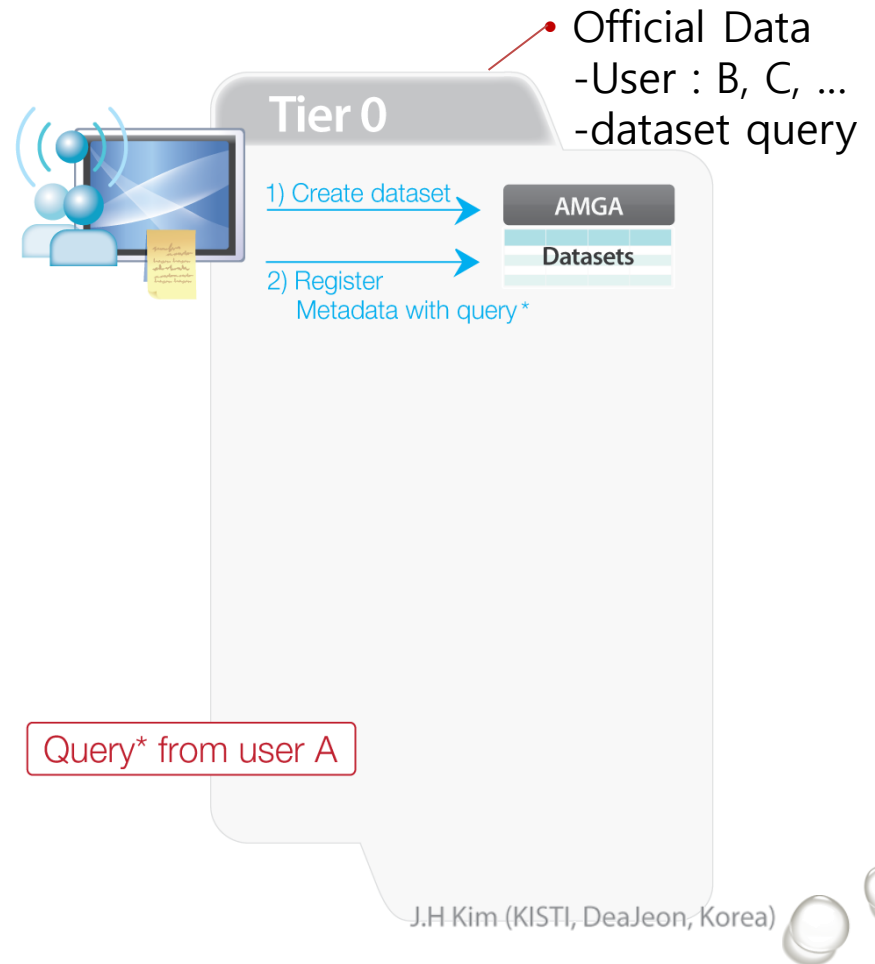 • Official Data
-User : B, C, ...
-dataset query
Tier 0
1) Create dataset
AMGA
Datasets
2) Register
Metadata with query*
Query* from user A
J.H Kim (KISTI, DeaJeon, Korea)